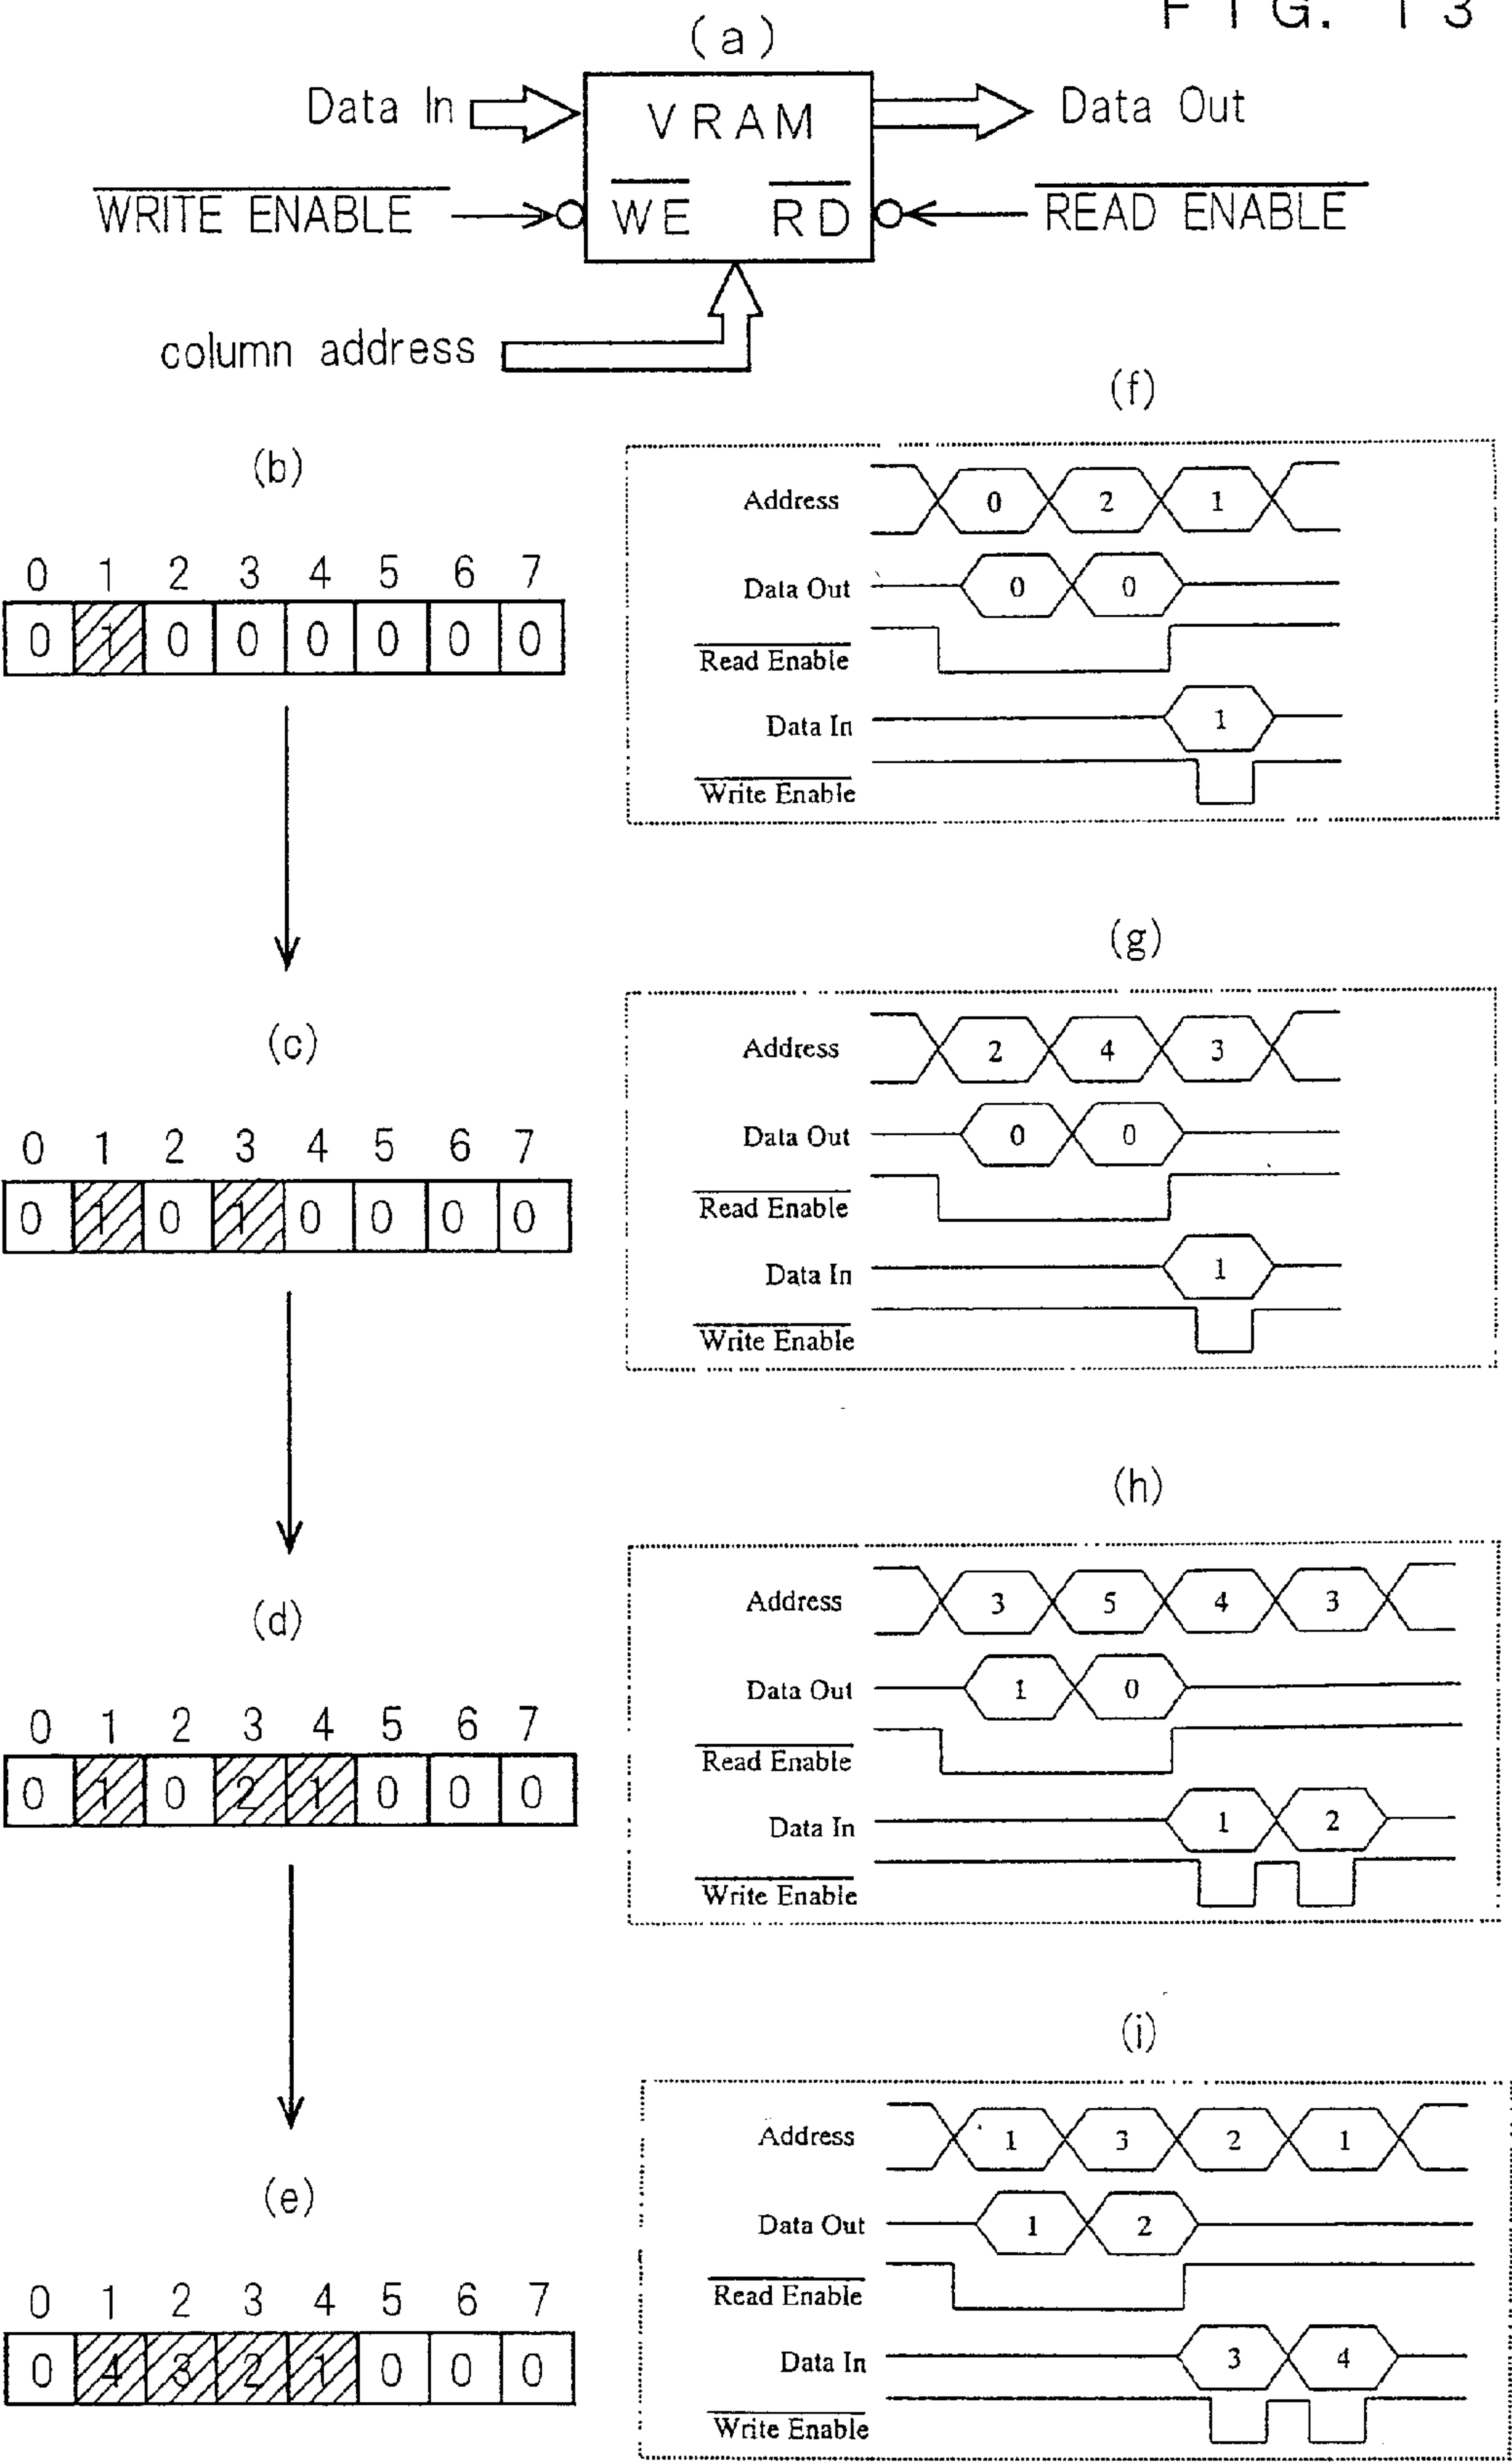 FIG. 13
(a)
Data In
VRAM
Data Out
WRITE ENABLE
WE RD
READ ENABLE
column address
(b)
0 1 2 3 4 5 6 7
0 1 0 0 0 0 0 0
(f)
Address 0 2 1
Data Out 0 0
Read Enable
Data In 1
Write Enable
(c)
0 1 2 3 4 5 6 7
0 1 0 1 0 0 0 0
(g)
Address 2 4 3
Data Out 0 0
Read Enable
Data In 1
Write Enable
(d)
0 1 2 3 4 5 6 7
0 1 0 2 1 0 0 0
(h)
Address 3 5 4 3
Data Out 1 0
Read Enable
Data In 1 2
Write Enable
(e)
0 1 2 3 4 5 6 7
0 4 3 2 1 0 0 0
(i)
Address 1 3 2 1
Data Out 1 2
Read Enable
Data In 3 4
Write Enable